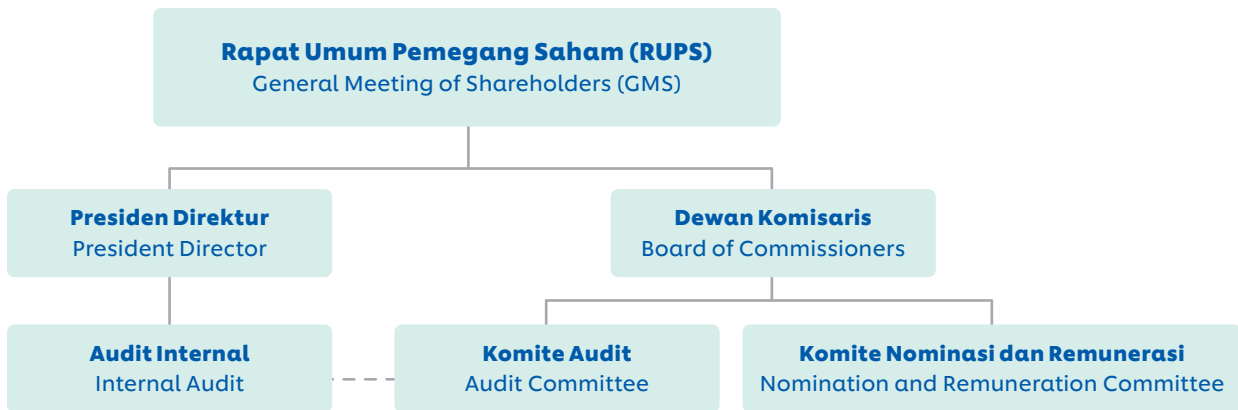 Rapat Umum Pemegang Saham (RUPS)
General Meeting of Shareholders (GMS)
Presiden Direktur
President Director
Dewan Komisaris
Board of Commissioners
Audit Internal
Internal Audit
Komite Audit
Audit Committee
Komite Nominasi dan Remunerasi
Nomination and Remuneration Committee